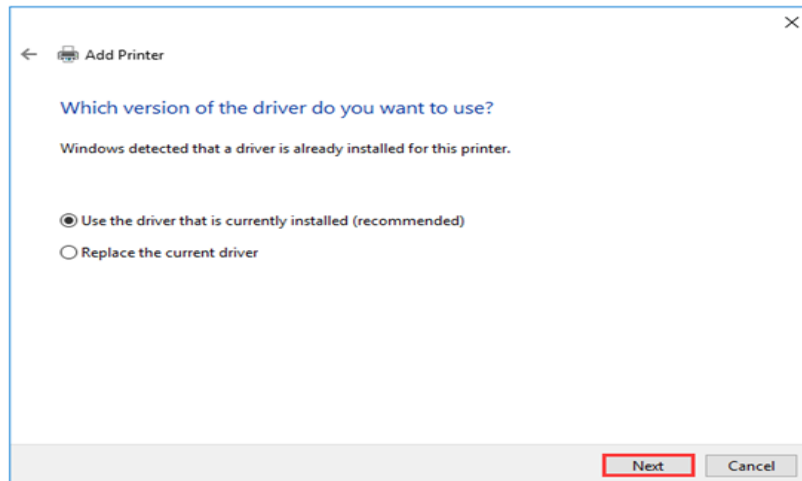 Add Printer
Which version of the driver do you want to use?
Windows detected that a driver is already installed for this printer.
Use the driver that is currently installed (recommended)
Replace the current driver
Next Cancel